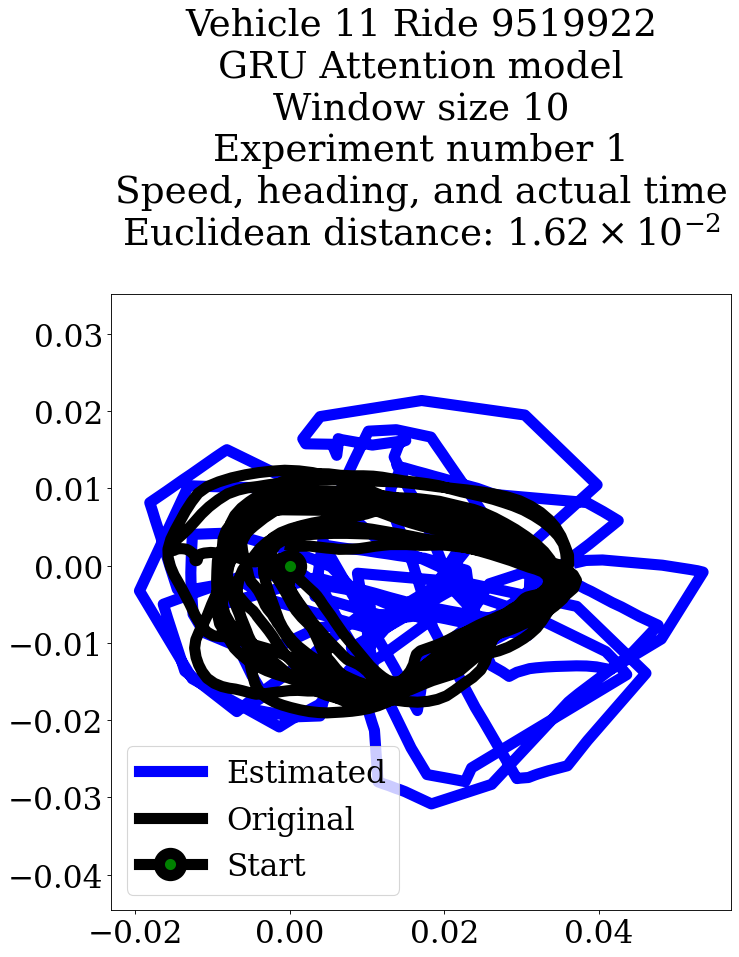 Vehicle 11 Ride 9519922
GRU Attention model
Window size 10
Experiment number 1
Speed, heading, and actual time
Euclidean distance: 1.62 × 10⁻²
0.03
0.02
0.01
0.00
−0.01
−0.02
−0.03
−0.04
Estimated
Original
Start
−0.02 0.00 0.02 0.04